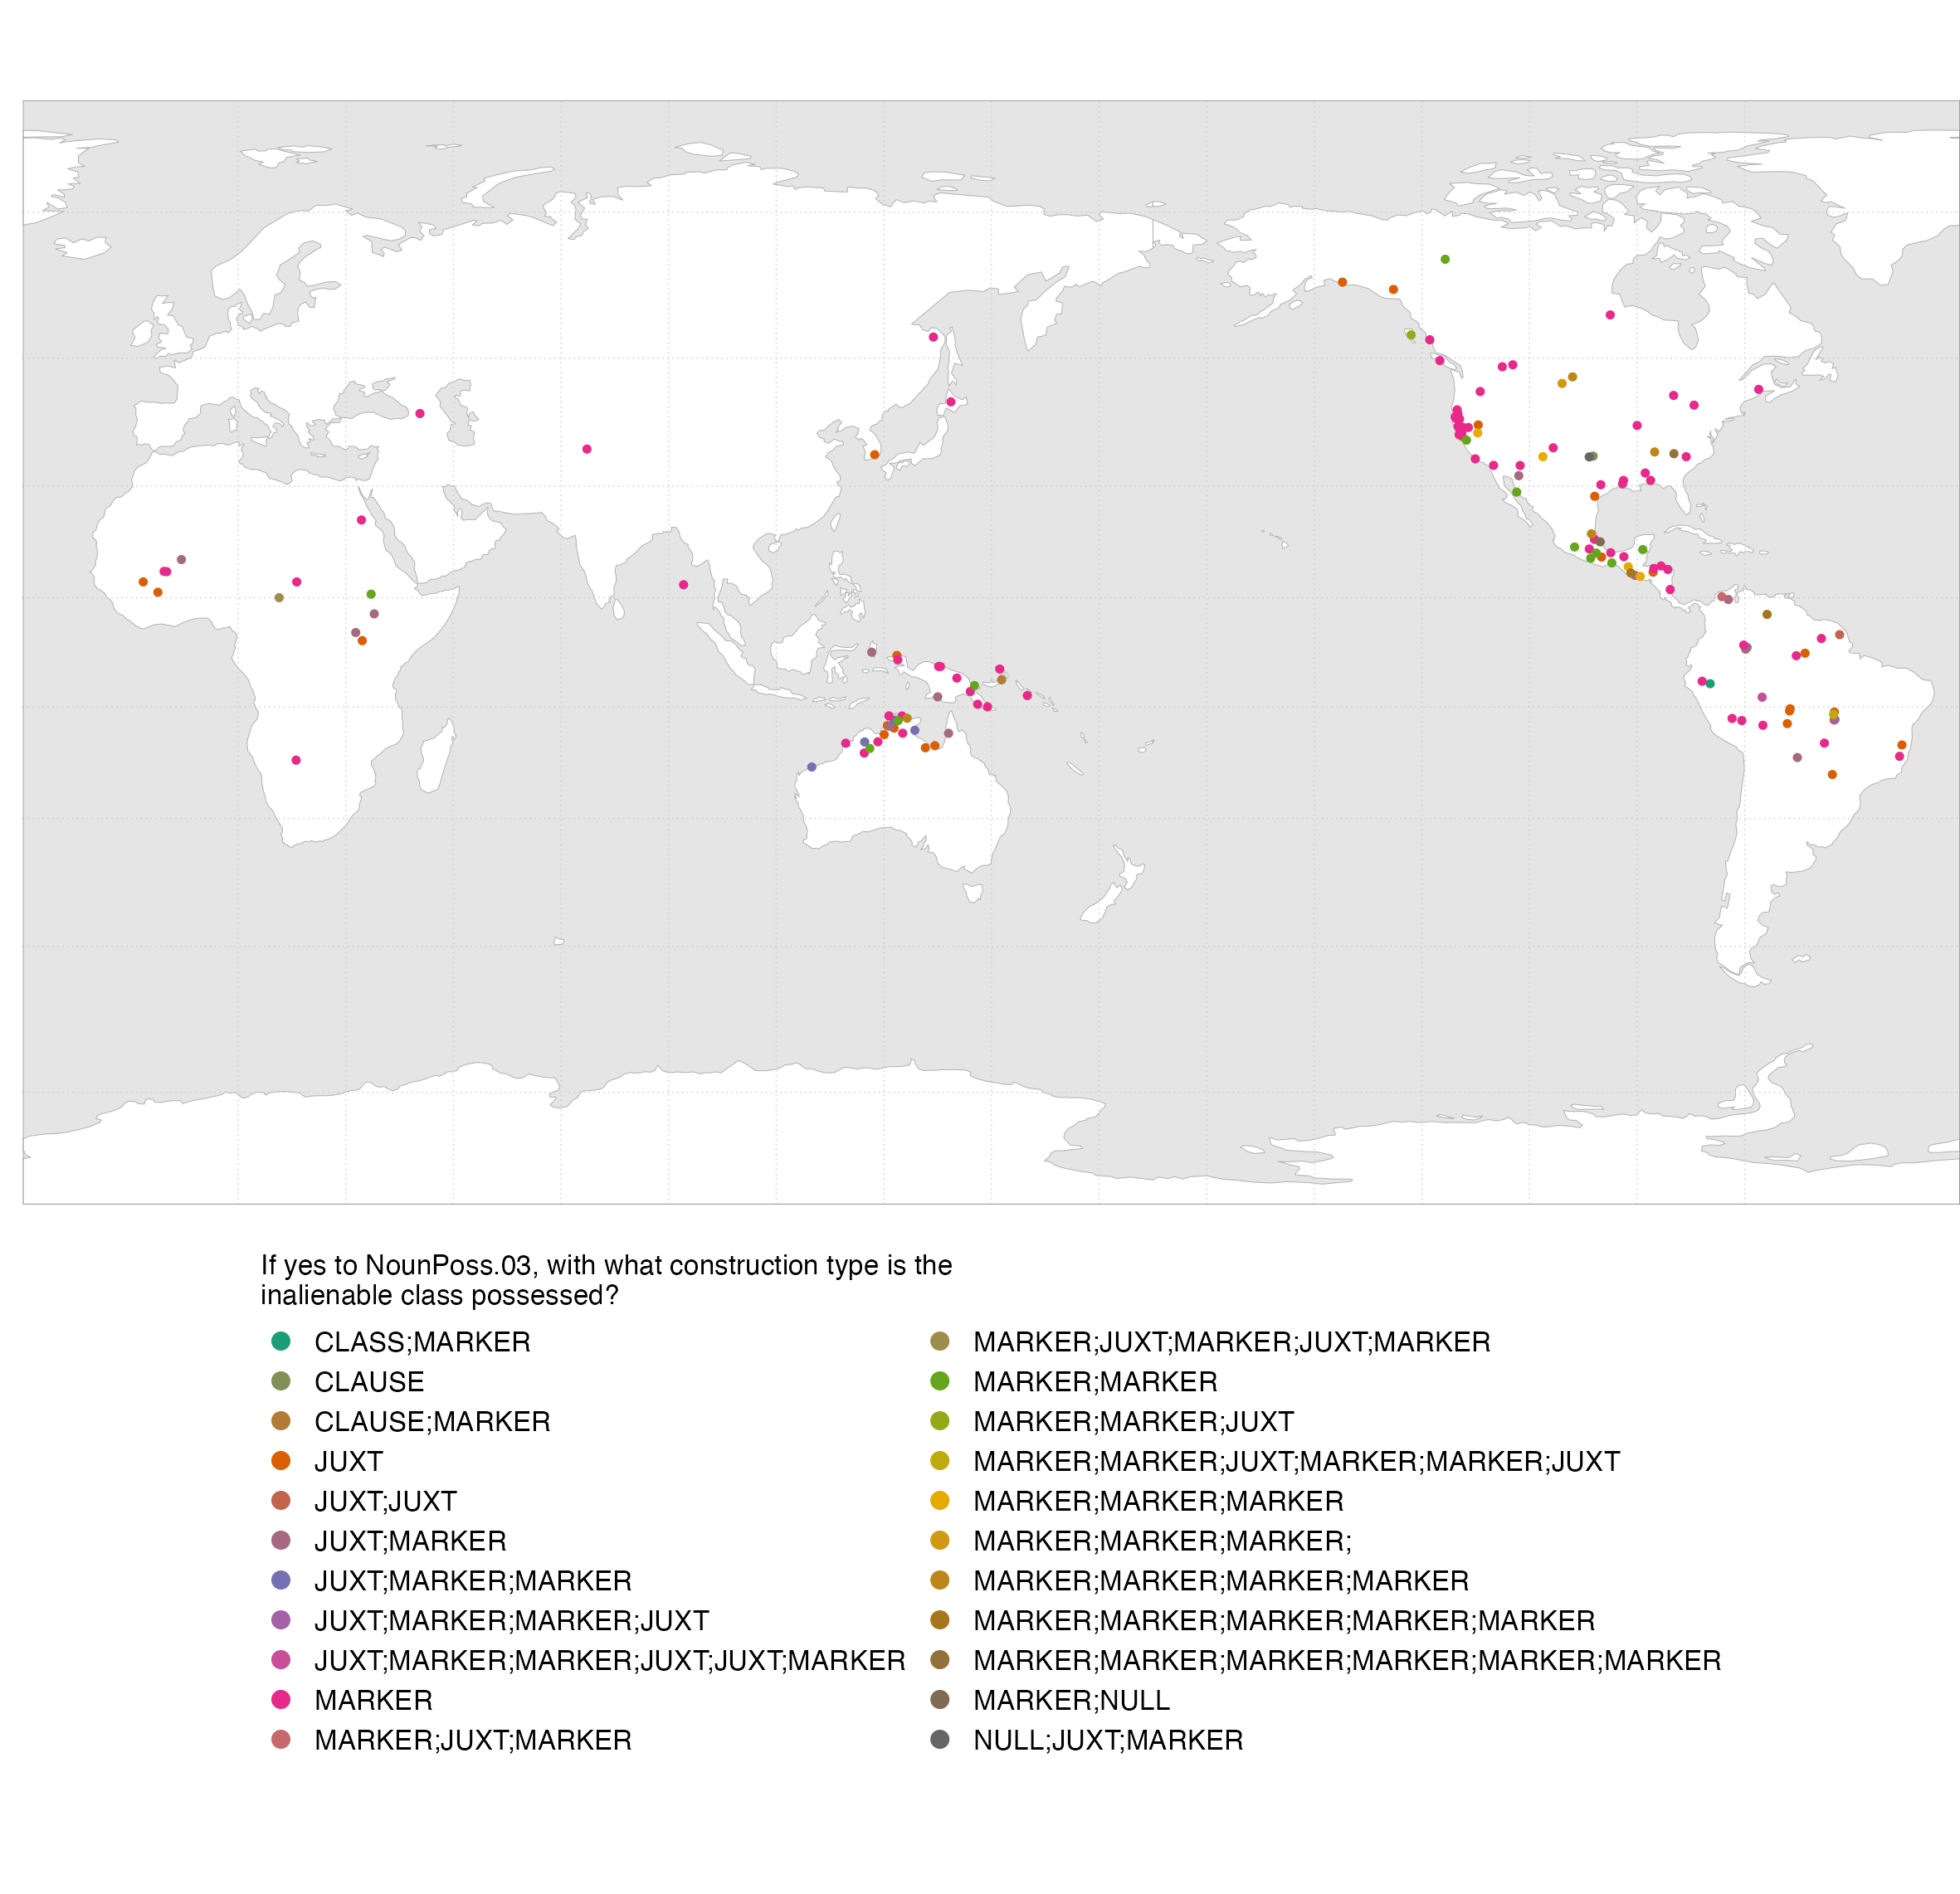 If yes to NounPoss.03, with what construction type is the
inalienable class possessed?
CLASS;MARKER
CLAUSE
CLAUSE;MARKER
JUXT
JUXT;JUXT
JUXT;MARKER
JUXT;MARKER;MARKER
JUXT;MARKER;MARKER;JUXT
JUXT;MARKER;MARKER;JUXT;JUXT;MARKER
MARKER
MARKER;JUXT;MARKER
MARKER;JUXT;MARKER;JUXT;MARKER
MARKER;MARKER
MARKER;MARKER;JUXT
MARKER;MARKER;JUXT;MARKER;MARKER;JUXT
MARKER;MARKER;MARKER
MARKER;MARKER;MARKER;
MARKER;MARKER;MARKER;MARKER
MARKER;MARKER;MARKER;MARKER;MARKER
MARKER;MARKER;MARKER;MARKER;MARKER;MARKER
MARKER;NULL
NULL;JUXT;MARKER